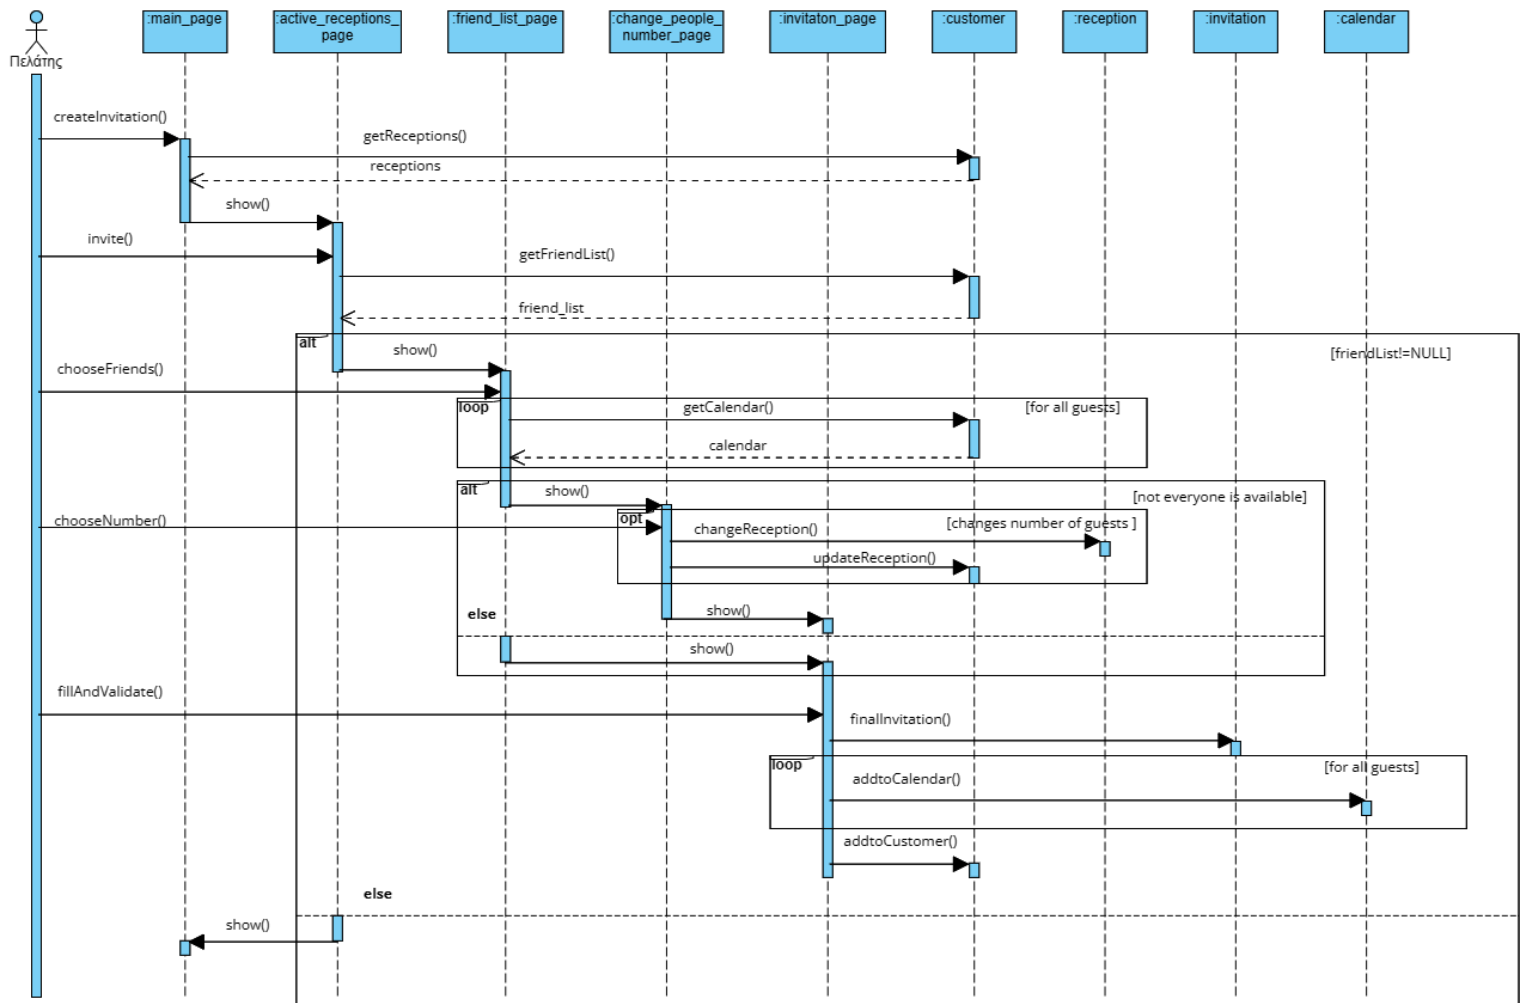 :main_page
:active_receptions_
page
:friend_list_page
:change_people_
number_page
:invitaton_page
:customer
:reception
:invitation
:calendar
Πελάτης
createInvitation()
getReceptions()
receptions
show()
invite()
getFriendList()
friend_list
alt
show()
[friendList!=NULL]
chooseFriends()
loop
getCalendar()
[for all guests]
calendar
alt
show()
[not everyone is available]
chooseNumber()
opt
changeReception()
[changes number of guests ]
updateReception()
else
show()
show()
fillAndValidate()
finalInvitation()
loop
[for all guests]
addtoCalendar()
addtoCustomer()
else
show()